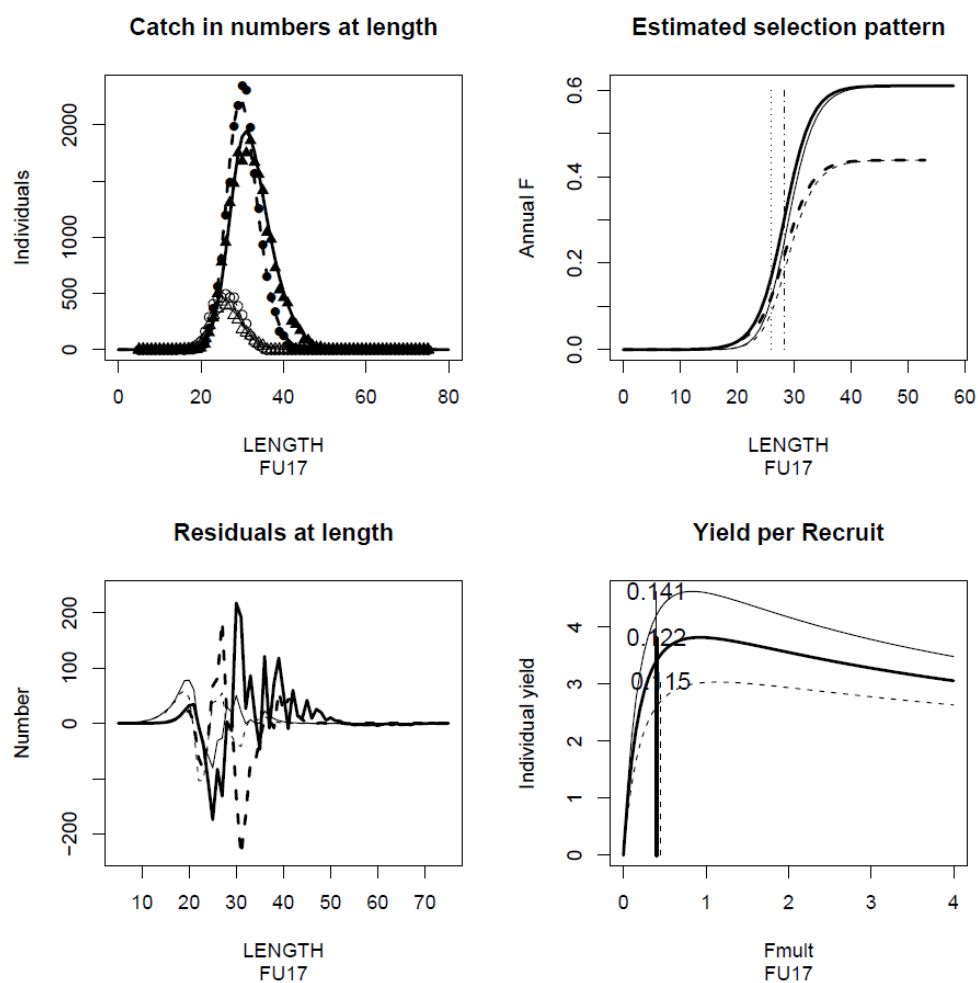 Catch in numbers at length
Individuals
2000
1000
500
0
0 20 40 60 80
LENGTH
FU17
Estimated selection pattern
Annual F
0.6
0.4
0.2
0.0
0 10 20 30 40 50 60
LENGTH
FU17
Residuals at length
Number
200
100
0
−200
10 20 30 40 50 60 70
LENGTH
FU17
Yield per Recruit
Individual yield
4
3
2
1
0
0.141
0.122
0.115
0 1 2 3 4
Fmult
FU17